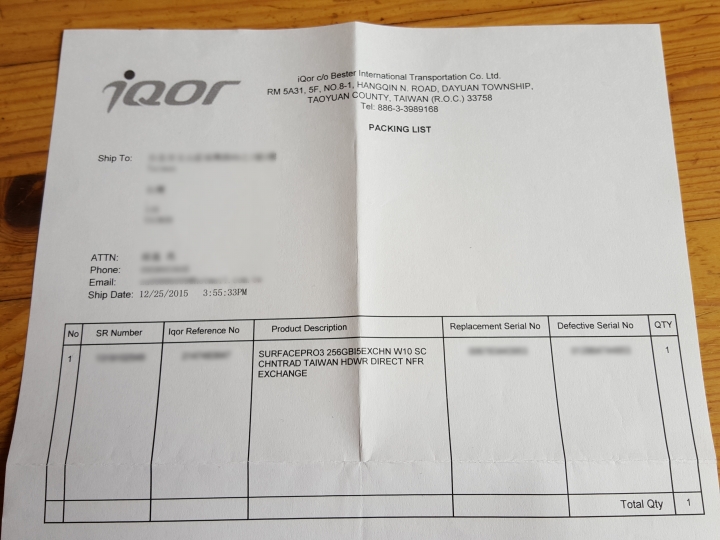 iQor
iQor c/o Bester International Transportation Co. Ltd.
RM 5A31, 5F, NO.8-1, HANGQIN N. ROAD, DAYUAN TOWNSHIP,
TAOYUAN COUNTY, TAIWAN (R.O.C.) 33758
Tel: 886-3-3989168
PACKING LIST
Ship To:
ATTN:
Phone:
Email:
Ship Date: 12/25/2015 3:55:33PM
No SR Number Iqor Reference No Product Description Replacement Serial No Defective Serial No QTY
1 SURFACEPRO3 256GBI5EXCHN W10 SC 1
CHNTRAD TAIWAN HDWR DIRECT NFR
EXCHANGE
Total Qty 1